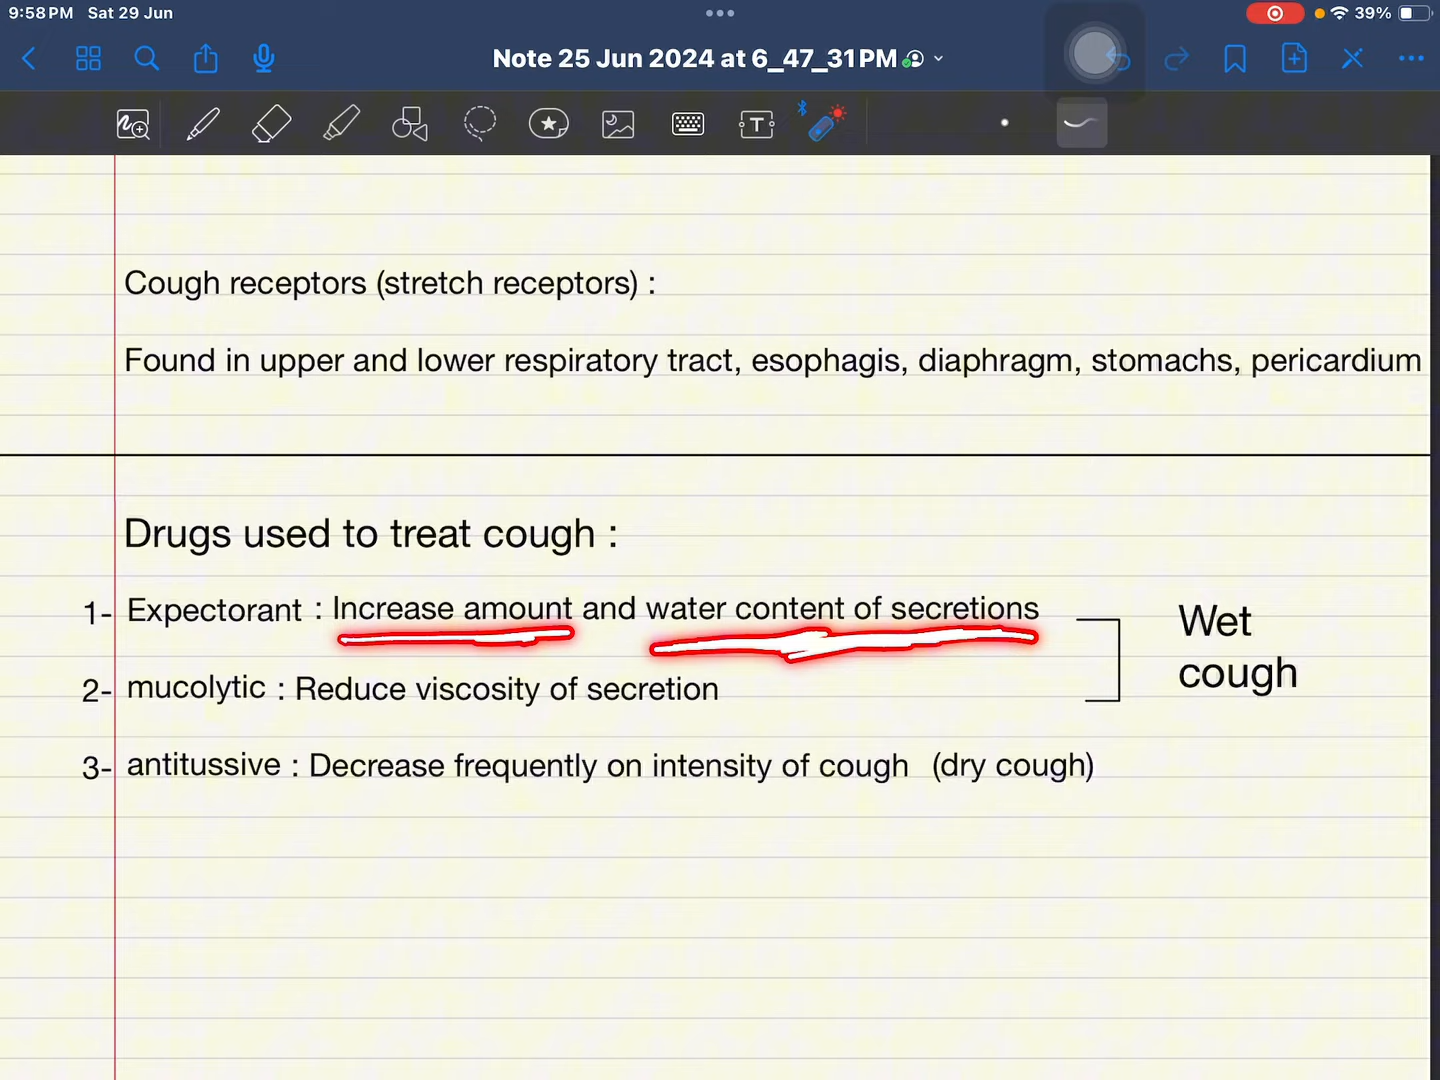 9:58 PM Sat 29 Jun
39%
Note 25 Jun 2024 at 6_47_31 PM
Cough receptors (stretch receptors) :
Found in upper and lower respiratory tract, esophagis, diaphragm, stomachs, pericardium
Drugs used to treat cough :
1- Expectorant : Increase amount and water content of secretions
2- mucolytic : Reduce viscosity of secretion
Wet
cough
3- antitussive : Decrease frequently on intensity of cough (dry cough)